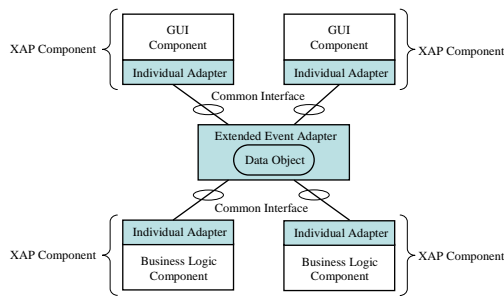 GUI
Component
GUI
Component
XAP Component
XAP Component
Individual Adapter
Individual Adapter
Common Interface
Extended Event Adapter
Data Object
Common Interface
Individual Adapter
Individual Adapter
XAP Component
XAP Component
Business Logic
Component
Business Logic
Component